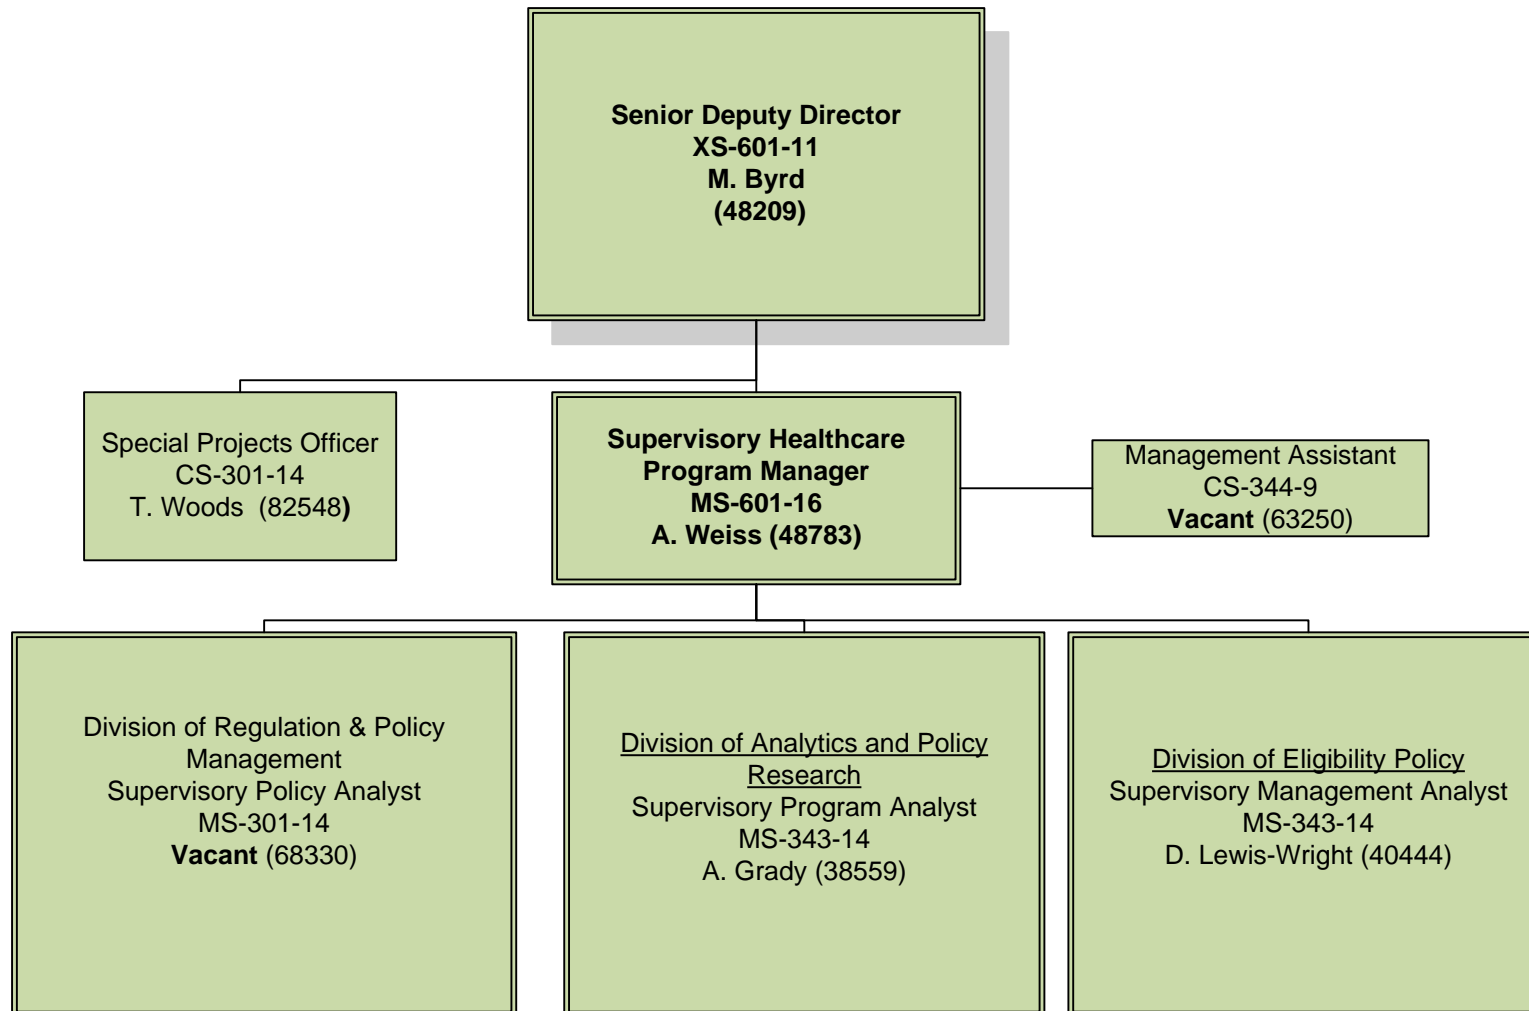 Senior Deputy Director
XS-601-11
M. Byrd
(48209)
Special Projects Officer
CS-301-14
T. Woods (82548)
Supervisory Healthcare
Program Manager
MS-601-16
A. Weiss (48783)
Management Assistant
CS-344-9
Vacant (63250)
Division of Regulation & Policy
Management
Supervisory Policy Analyst
MS-301-14
Vacant (68330)
Division of Analytics and Policy
Research
Supervisory Program Analyst
MS-343-14
A. Grady (38559)
Division of Eligibility Policy
Supervisory Management Analyst
MS-343-14
D. Lewis-Wright (40444)